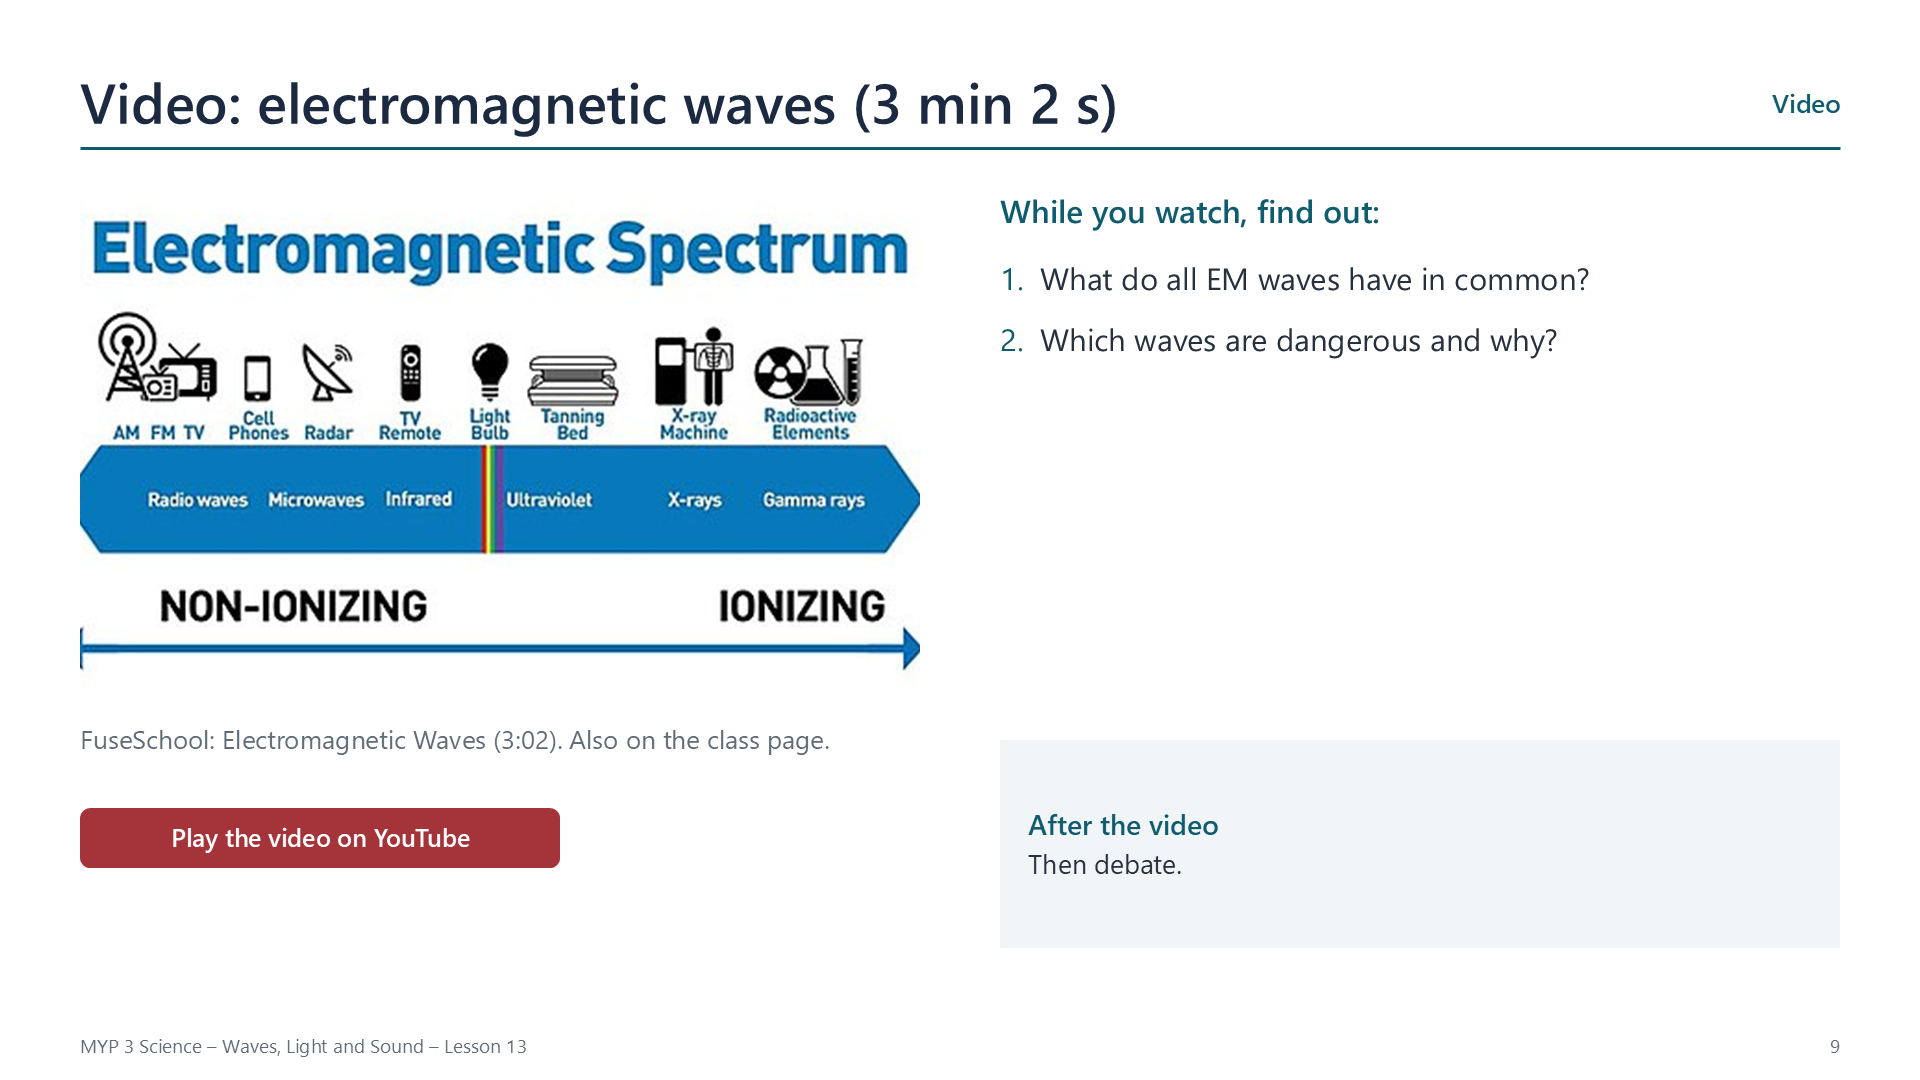 Video: electromagnetic waves (3 min 2 s)
Video
Electromagnetic Spectrum
AM FM TV
Cell
Phones
Radar
TV
Remote
Light
Bulb
Tanning
Bed
X-ray
Machine
Radioactive
Elements
Radio waves
Microwaves
Infrared
Ultraviolet
X-rays
Gamma rays
NON-IONIZING
IONIZING
FuseSchool: Electromagnetic Waves (3:02). Also on the class page.
Play the video on YouTube
While you watch, find out:
1. What do all EM waves have in common?
2. Which waves are dangerous and why?
After the video
Then debate.
MYP 3 Science – Waves, Light and Sound – Lesson 13
9